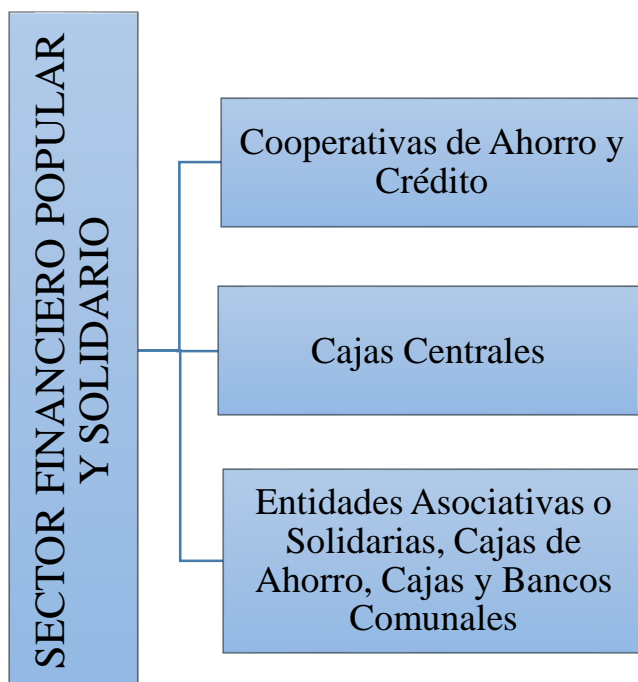 SECTOR FINANCIERO POPULAR
Y SOLIDARIO
Cooperativas de Ahorro y
Crédito
Cajas Centrales
Entidades Asociativas o
Solidarias, Cajas de
Ahorro, Cajas y Bancos
Comunales